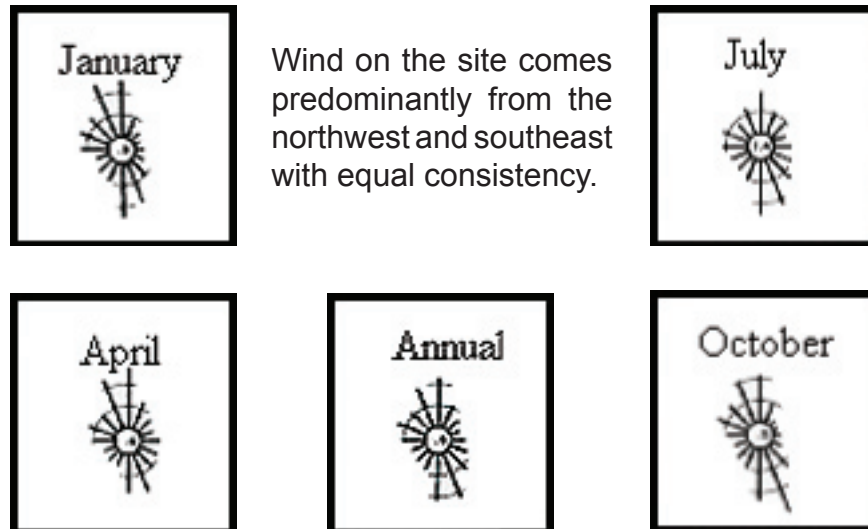 January
Wind on the site comes
predominantly from the
northwest and southeast
with equal consistency.
July
April
Annual
October